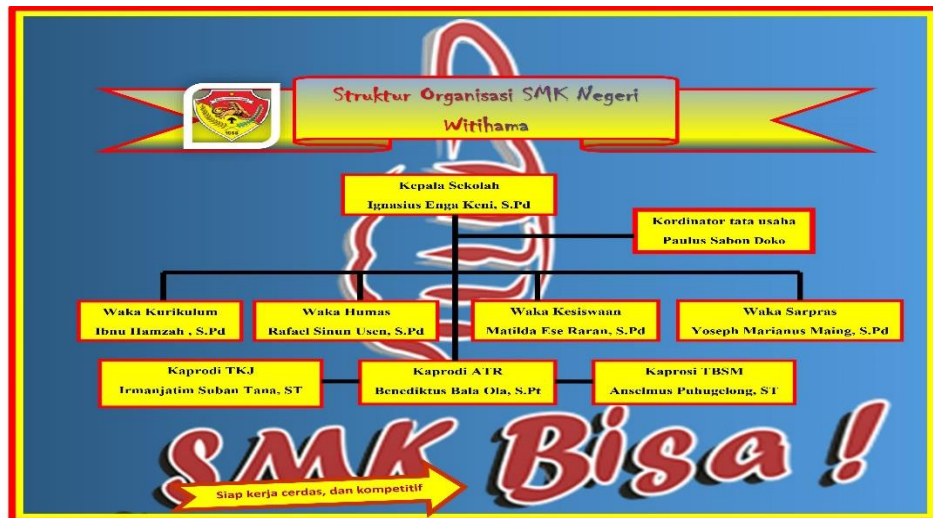 Struktur Organisasi SMK Negeri
Witihama
Kepala Sekolah
Ignasius Enga Keni, S.Pd
Kordinator tata usaha
Paulus Sabon Doko
Waka Kurikulum
Ibnu Hamzah , S.Pd
Waka Humas
Rafael Sinun Usen, S.Pd
Waka Kesiswaan
Matilda Ese Raran, S.Pd
Waka Sarpras
Yoseph Marianus Maing, S.Pd
Kaprodi TKJ
Irmanjatim Suban Tana, ST
Kaprodi ATR
Benediktus Bala Ola, S.Pt
Kaprosi TBSM
Anselmus Puhugelong, ST
SMK Bisa !
Siap kerja cerdas, dan kompetitif